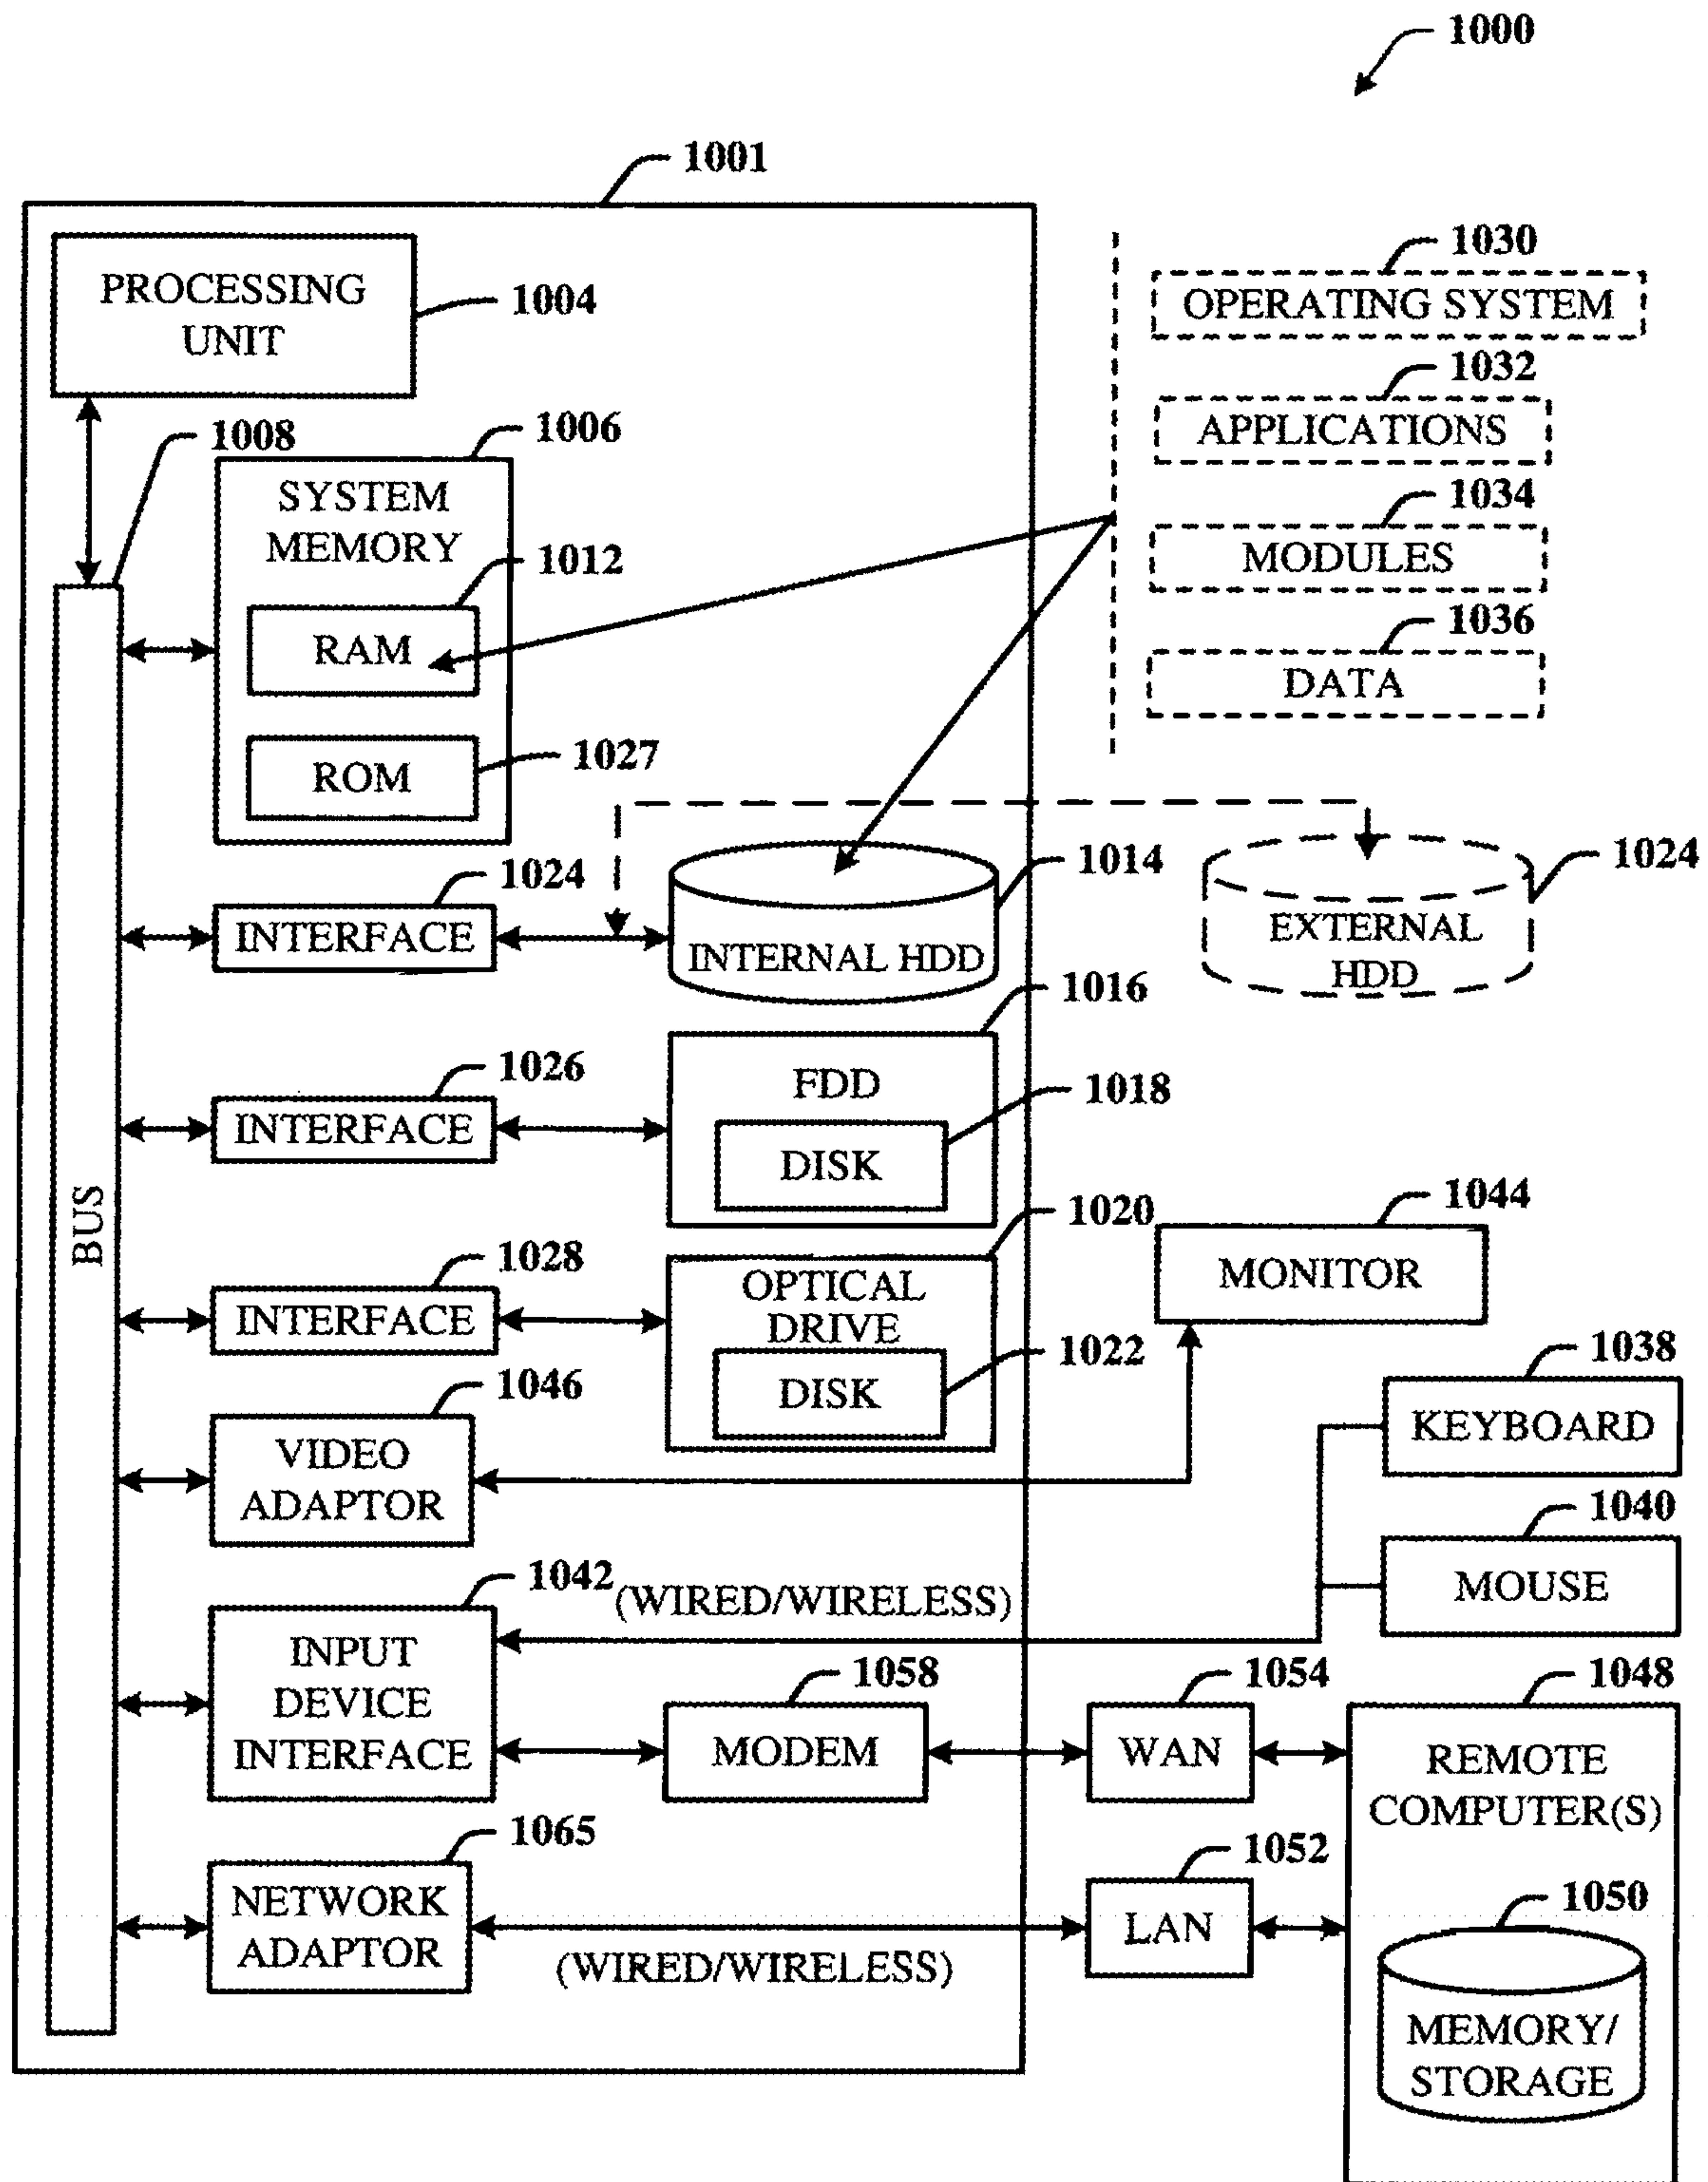 1000
1001
PROCESSING
UNIT
1004
1008
1006
SYSTEM
MEMORY
1012
RAM
ROM
1027
1030
OPERATING SYSTEM
1032
APPLICATIONS
1034
MODULES
1036
DATA
BUS
1024
INTERFACE
1014
INTERNAL HDD
1024
EXTERNAL
HDD
1026
INTERFACE
1016
FDD
1018
DISK
1028
INTERFACE
1020
OPTICAL
DRIVE
1022
DISK
1044
MONITOR
1046
VIDEO
ADAPTOR
1038
KEYBOARD
1040
MOUSE
1042
(WIRED/WIRELESS)
INPUT
DEVICE
INTERFACE
1058
MODEM
1054
WAN
1048
REMOTE
COMPUTER(S)
1065
NETWORK
ADAPTOR
(WIRED/WIRELESS)
1052
LAN
1050
MEMORY/
STORAGE